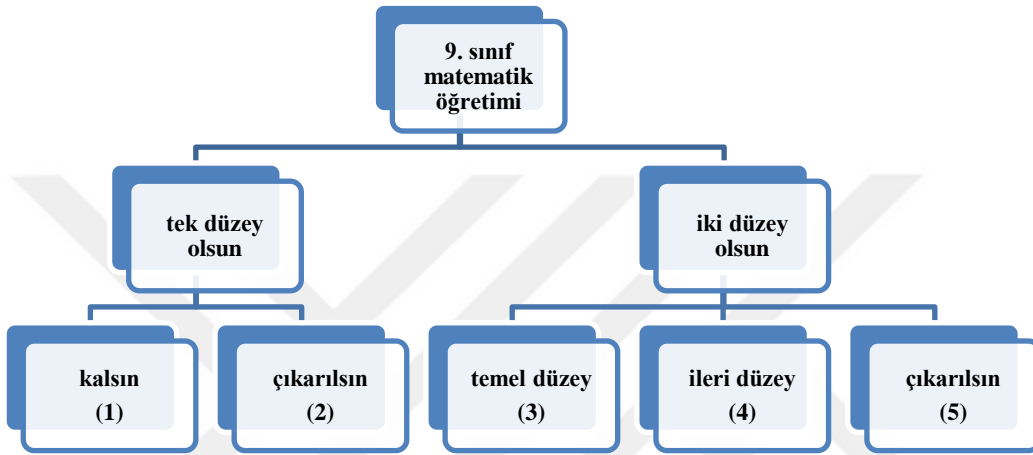 9. sınıf
matematik
öğretimi
tek düzey
olsun
iki düzey
olsun
kalsın
(1)
çıkarılsın
(2)
temel düzey
(3)
ileri düzey
(4)
çıkarılsın
(5)